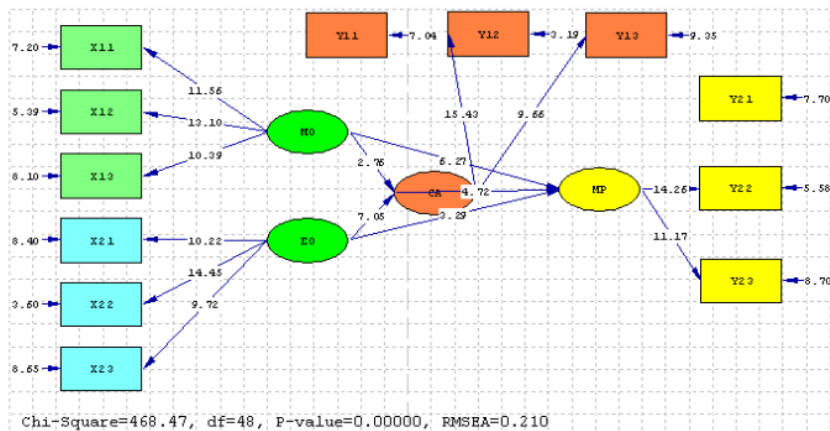 Y11 7.04 Y12 3.19 Y13 9.35
7.20 X11
11.56
Y21 7.70
5.39 X12
13.10
15.43 9.66
MO
10.39
2.76 6.27
8.10 X13
CA 4.72 MP 14.26 Y22 5.58
7.05 3.29
8.40 X21 10.22 EO
11.17
14.45
9.72
Y23 8.70
3.60 X22
8.65 X23
Chi-Square=468.47, df=48, P-value=0.00000, RMSEA=0.210